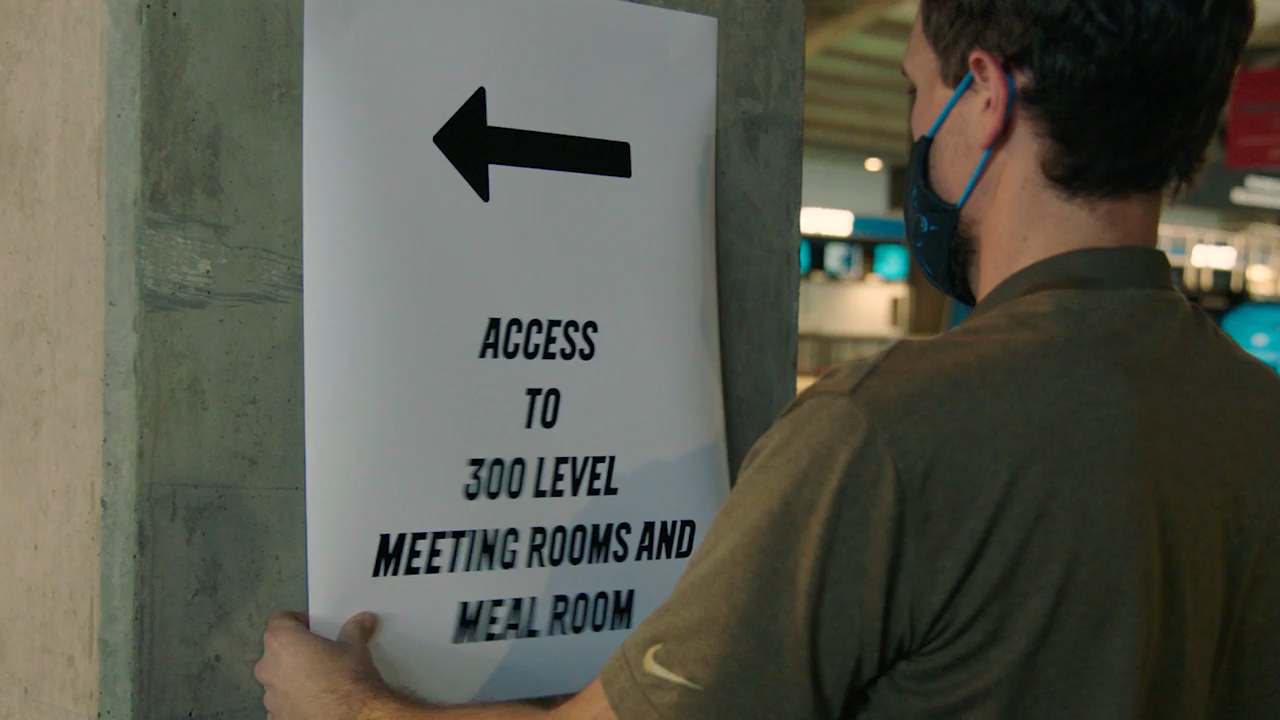 ACCESS
TO
300 LEVEL
MEETING ROOMS AND
MEAL ROOM